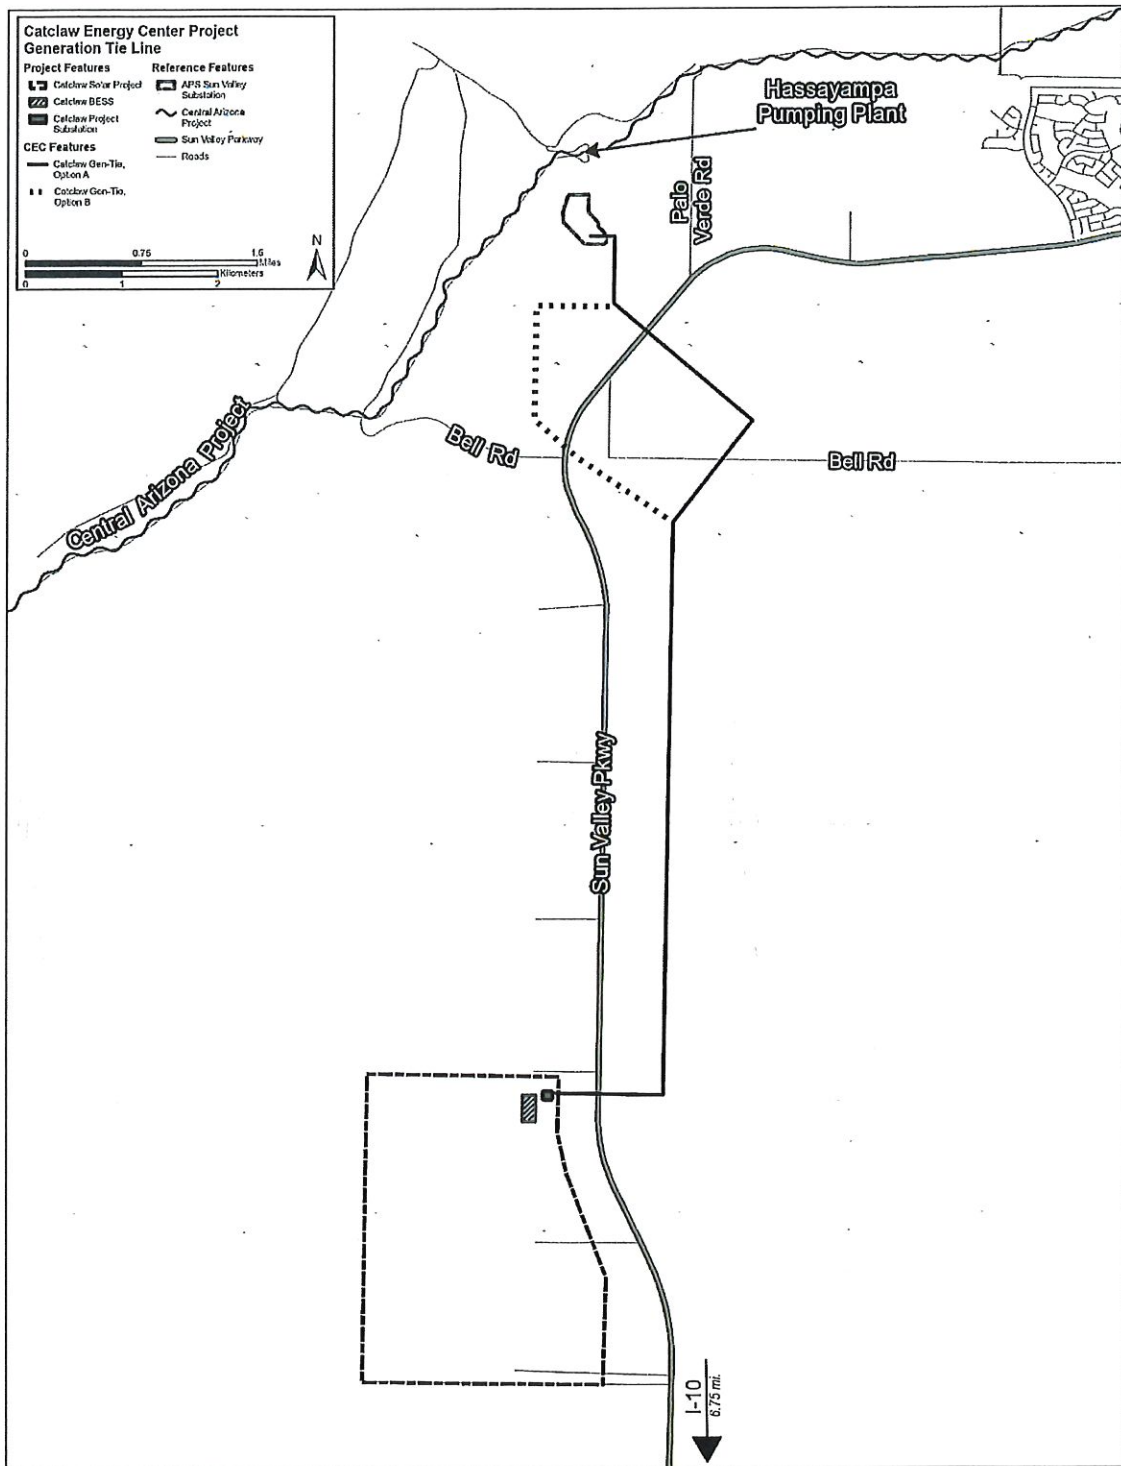 Catclaw Energy Center Project
Generation Tie Line
Project Features
Catclaw Solar Project
Catclaw BESS
Catclaw Project
Substation
CEC Features
Catclaw Gen-Tie,
Option A
Catclaw Gen-Tie,
Option B
Reference Features
APS Sun Valley
Substation
Central Arizona
Project
Sun Valley Parkway
Roads
N
0 0.75 1.5
Miles
Kilometers
0 1 2
Hassayampa
Pumping Plant
Palo
Verde Rd
Bell Rd
Bell Rd
Central Arizona Project
Sun Valley Pkwy
I-10
6.75 mi.